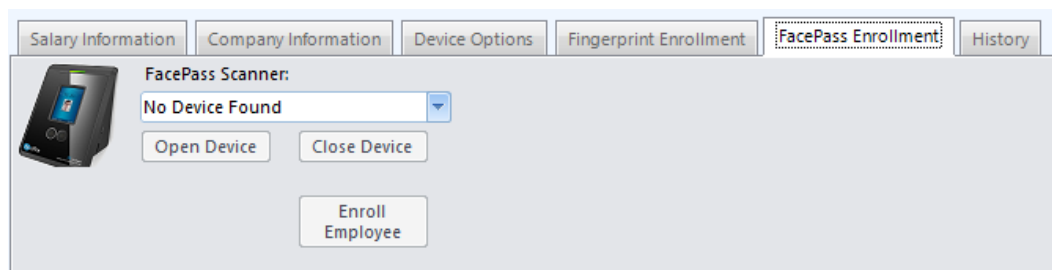 Salary Information Company Information Device Options Fingerprint Enrollment FacePass Enrollment History
FacePass Scanner:
No Device Found
Open Device Close Device
Enroll
Employee